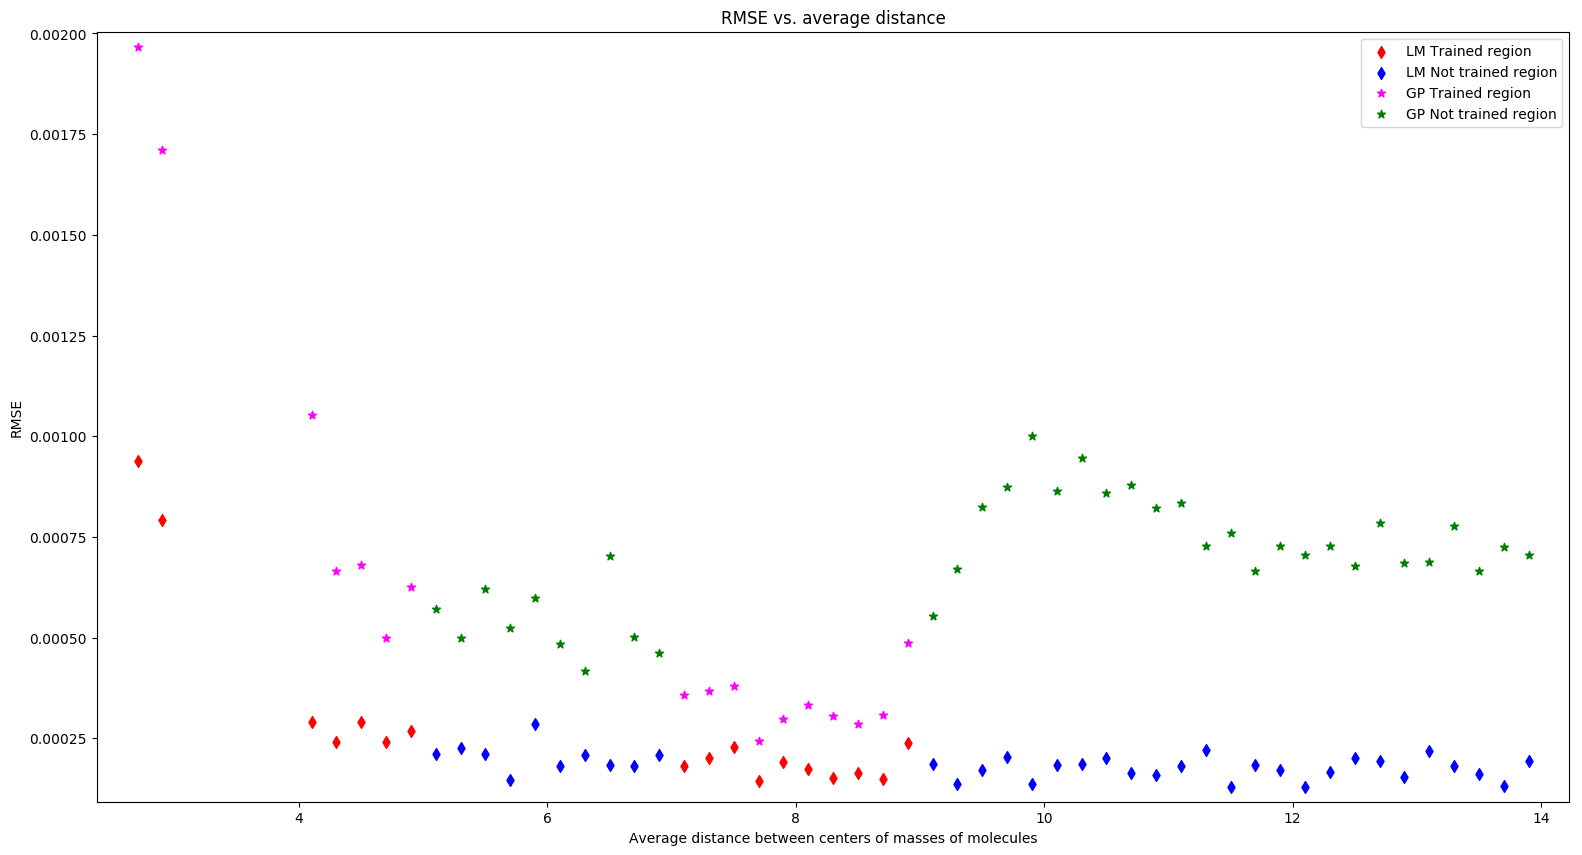 RMSE vs. average distance
0.00200
0.00175
0.00150
0.00125
0.00100
0.00075
0.00050
0.00025
RMSE
LM Trained region
LM Not trained region
GP Trained region
GP Not trained region
4 6 8 10 12 14
Average distance between centers of masses of molecules